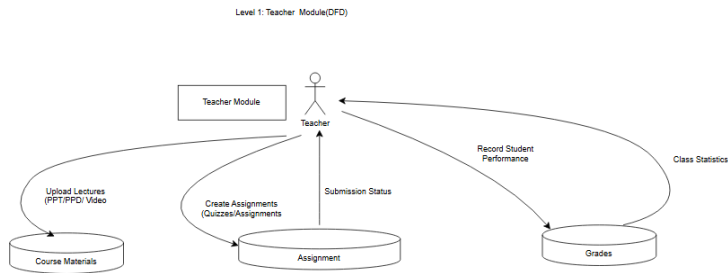 Level 1: Teacher Module(DFD)
Teacher Module
Teacher
Record Student
Performance
Class Statistics
Upload Lectures
(PPT/PPD/ Video
Create Assignments
(Quizzes/Assignments
Submission Status
Course Materials
Assignment
Grades